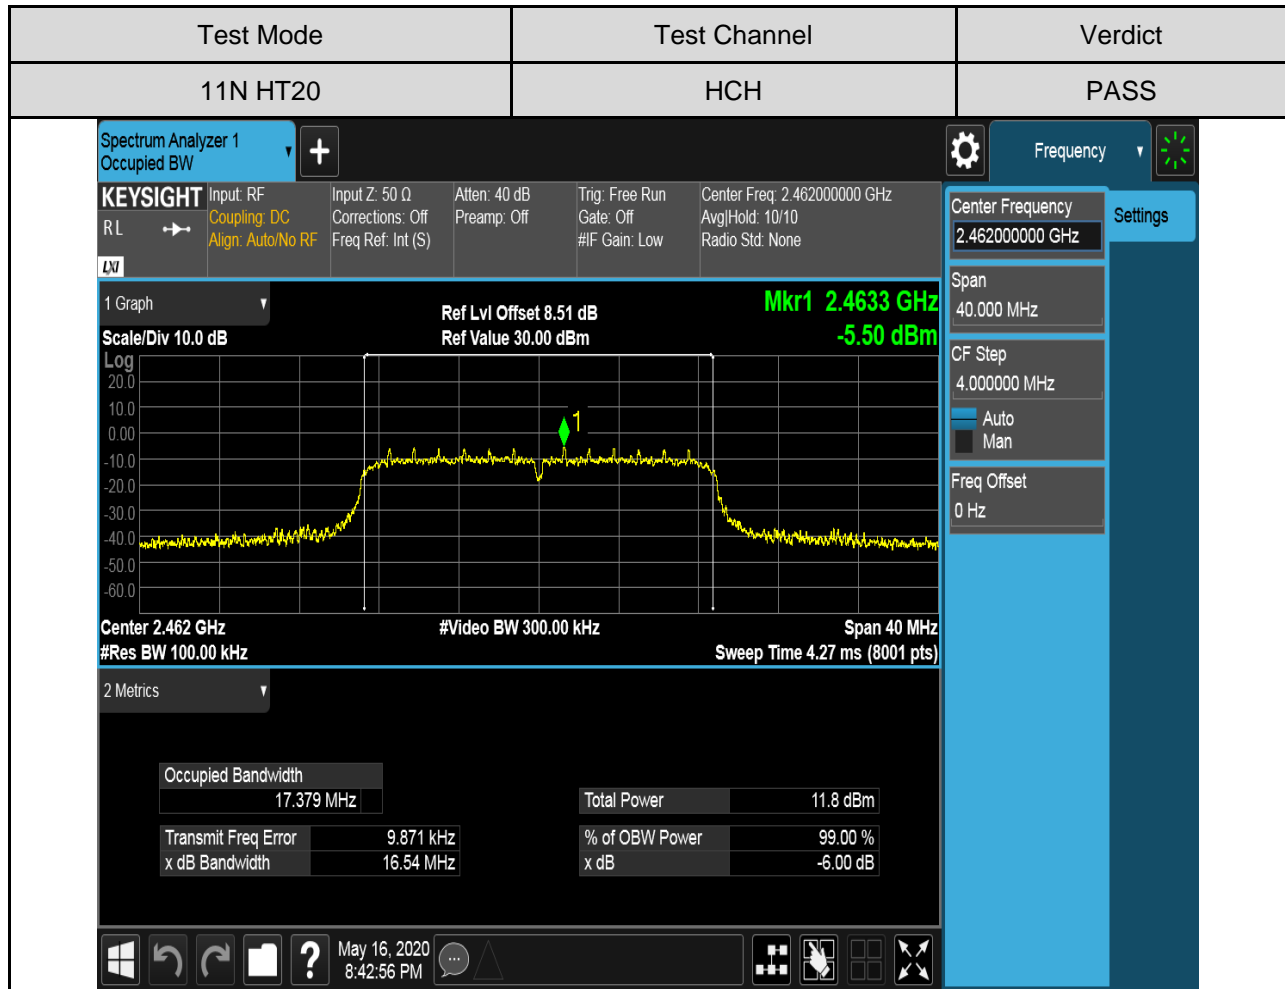 Test Mode Test Channel Verdict
11N HT20 HCH PASS
Spectrum Analyzer 1
Occupied BW
Frequency
KEYSIGHT
RL
LXI
Input: RF
Coupling: DC
Align: Auto/No RF
Input Z: 50 Ω
Corrections: Off
Freq Ref: Int (S)
Atten: 40 dB
Preamp: Off
Trig: Free Run
Gate: Off
#IF Gain: Low
Center Freq: 2.462000000 GHz
Avg|Hold: 10/10
Radio Std: None
Center Frequency
2.462000000 GHz
Settings
Span
40.000 MHz
CF Step
4.000000 MHz
Auto
Man
Freq Offset
0 Hz
1 Graph
Scale/Div 10.0 dB
Ref Lvl Offset 8.51 dB
Ref Value 30.00 dBm
Mkr1 2.4633 GHz
-5.50 dBm
Log
20.0
10.0
0.00
-10.0
-20.0
-30.0
-40.0
-50.0
-60.0
1
Center 2.462 GHz #Video BW 300.00 kHz Span 40 MHz
#Res BW 100.00 kHz Sweep Time 4.27 ms (8001 pts)
2 Metrics
Occupied Bandwidth
17.379 MHz
Total Power 11.8 dBm
Transmit Freq Error 9.871 kHz % of OBW Power 99.00 %
x dB Bandwidth 16.54 MHz x dB -6.00 dB
?
May 16, 2020
8:42:56 PM